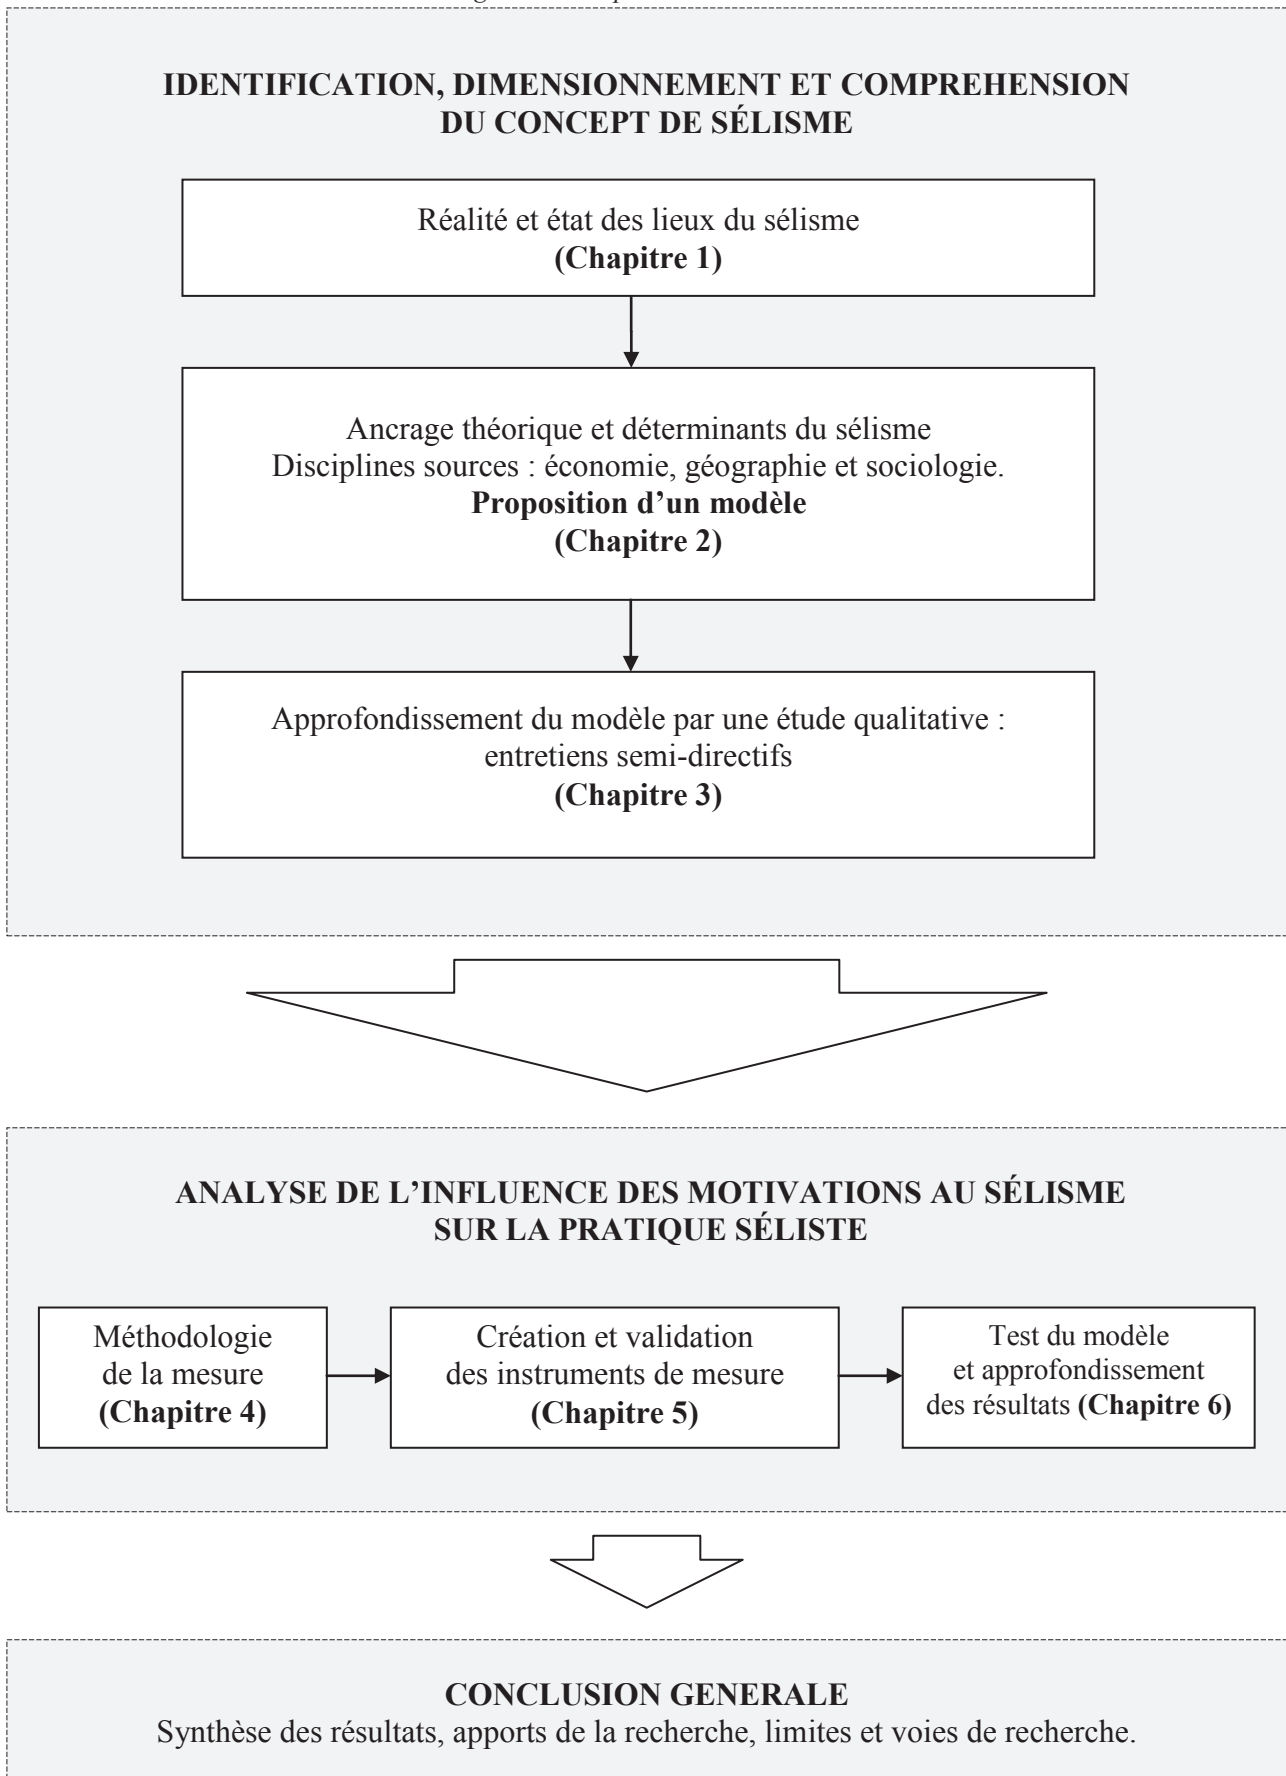 IDENTIFICATION, DIMENSIONNEMENT ET COMPREHENSION
DU CONCEPT DE SÉLISME
Réalité et état des lieux du sélisme
(Chapitre 1)
Ancrage théorique et déterminants du sélisme
Disciplines sources : économie, géographie et sociologie.
Proposition d’un modèle
(Chapitre 2)
Approfondissement du modèle par une étude qualitative :
entretiens semi-directifs
(Chapitre 3)
ANALYSE DE L’INFLUENCE DES MOTIVATIONS AU SÉLISME
SUR LA PRATIQUE SÉLISTE
Méthodologie
de la mesure
(Chapitre 4)
Création et validation
des instruments de mesure
(Chapitre 5)
Test du modèle
et approfondissement
des résultats (Chapitre 6)
CONCLUSION GENERALE
Synthèse des résultats, apports de la recherche, limites et voies de recherche.